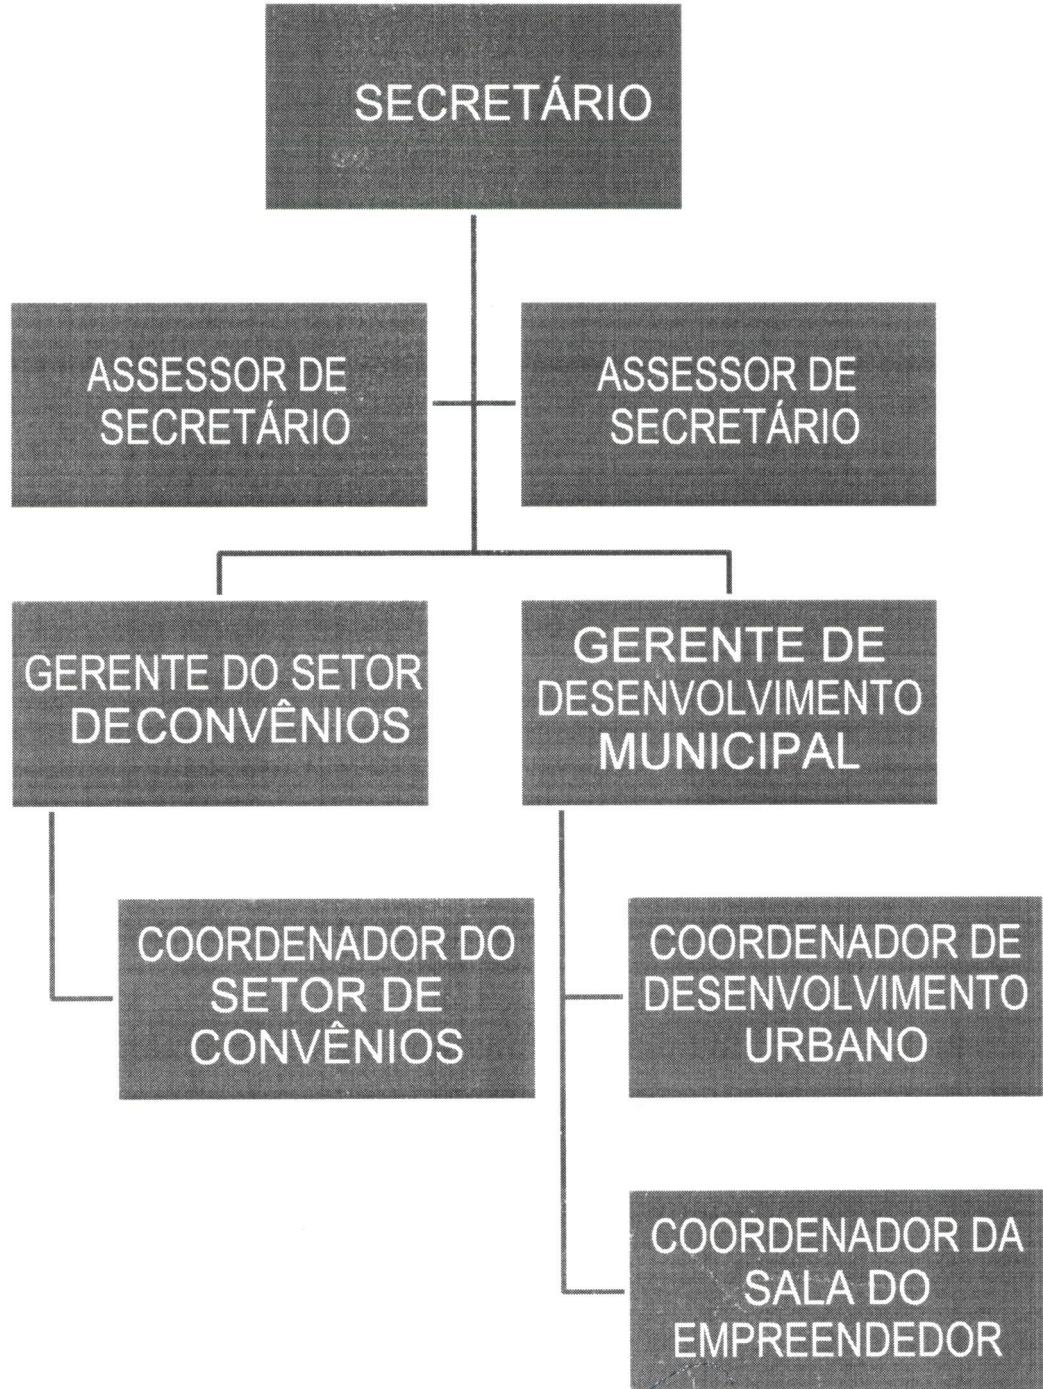 SECRETÁRIO
ASSESSOR DE
SECRETÁRIO
ASSESSOR DE
SECRETÁRIO
GERENTE DO SETOR
DECONVÊNIOS
GERENTE DE
DESENVOLVIMENTO
MUNICIPAL
COORDENADOR DO
SETOR DE
CONVÊNIOS
COORDENADOR DE
DESENVOLVIMENTO
URBANO
COORDENADOR DA
SALA DO
EMPREENDEDOR